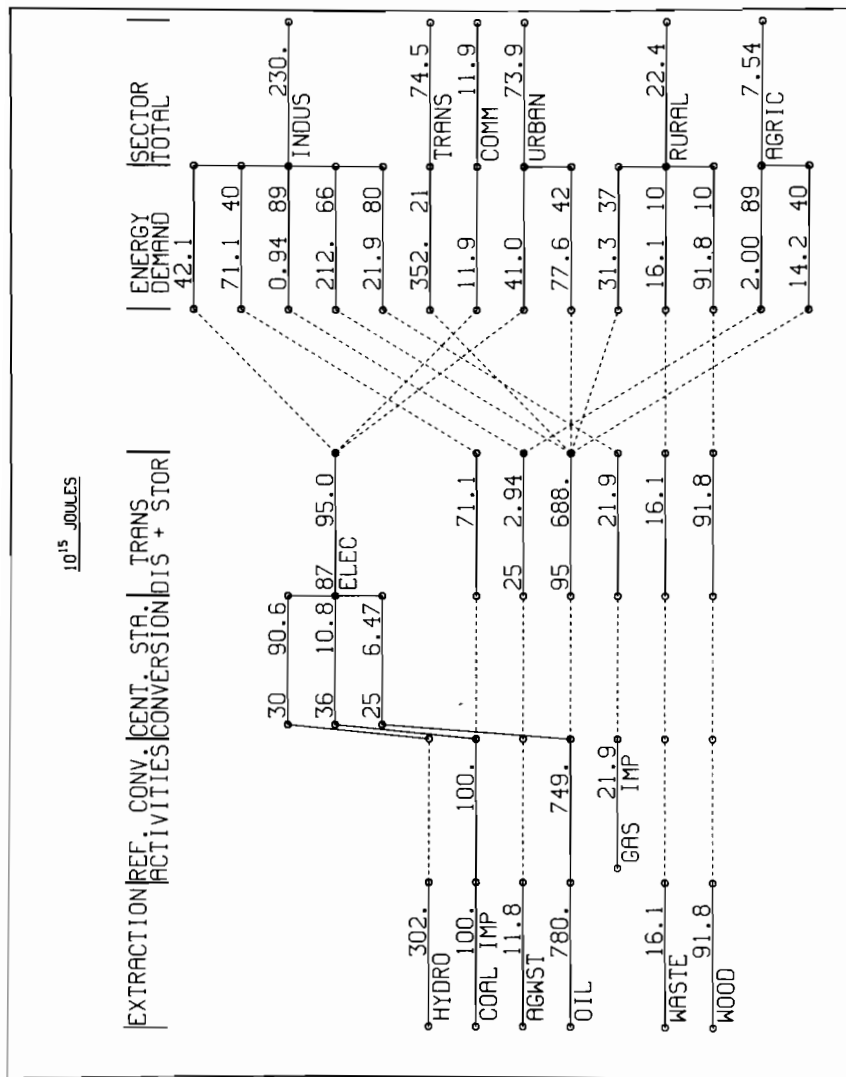 10¹⁵ JOULES
EXTRACTION REF. CONV. CENT. STA. TRANS ENERGY SECTOR
ACTIVITIES CONVERSION DIS + STOR DEMAND TOTAL
42.1
71.1 40
30 90.6 0.94 89 230.
INDUS
36 10.8 87 95.0 212. 66
ELEC
25 6.47 21.9 80
302. 352. 21 74.5
HYDRO TRANS
100. 100. 71.1 11.9 11.9
COAL IMP COMM
11.8 25 2.94 41.0 73.9
AGWST URBAN
780. 749. 95 688. 77.6 42
OIL
21.9 21.9 31.3 37
GAS IMP
16.1 16.1 16.1 10 22.4
WASTE RURAL
91.8 91.8 91.8 10
WOOD
2.00 89 7.54
AGRIC
14.2 40